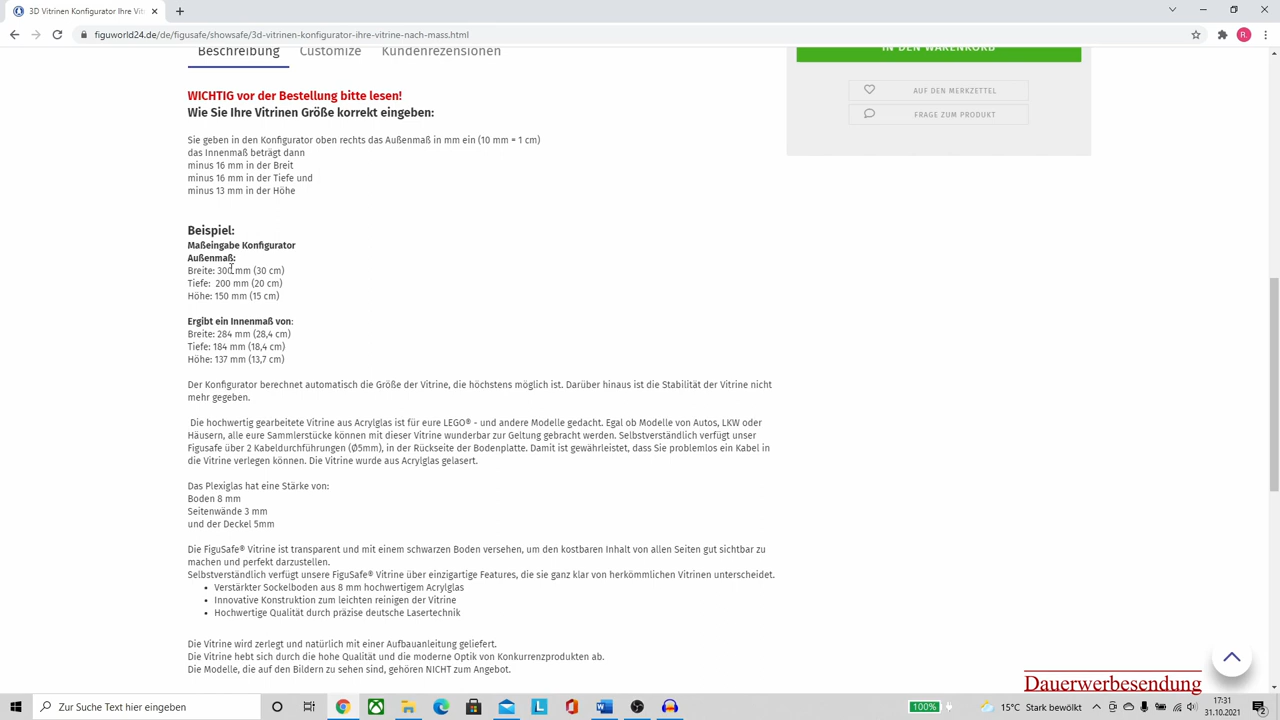 3D Vitrinen-Konfigurator - Ihre V
figuworld24.de/de/figusafe/showsafe/3d-vitrinen-konfigurator-ihre-vitrine-nach-mass.html
R.
Beschreibung Customize Kundenrezensionen
IN DEN WARENKORB
AUF DEN MERKZETTEL
FRAGE ZUM PRODUKT
WICHTIG vor der Bestellung bitte lesen!
Wie Sie Ihre Vitrinen Größe korrekt eingeben:
Sie geben in den Konfigurator oben rechts das Außenmaß in mm ein (10 mm = 1 cm)
das Innenmaß beträgt dann
minus 16 mm in der Breit
minus 16 mm in der Tiefe und
minus 13 mm in der Höhe
Beispiel:
Maßeingabe Konfigurator
Außenmaß:
Breite: 300 mm (30 cm)
Tiefe: 200 mm (20 cm)
Höhe: 150 mm (15 cm)
Ergibt ein Innenmaß von:
Breite: 284 mm (28,4 cm)
Tiefe: 184 mm (18,4 cm)
Höhe: 137 mm (13,7 cm)
Der Konfigurator berechnet automatisch die Größe der Vitrine, die höchstens möglich ist. Darüber hinaus ist die Stabilität der Vitrine nicht
mehr gegeben.
Die hochwertig gearbeitete Vitrine aus Acrylglas ist für eure LEGO® - und andere Modelle gedacht. Egal ob Modelle von Autos, LKW oder
Häusern, alle eure Sammlerstücke können mit dieser Vitrine wunderbar zur Geltung gebracht werden. Selbstverständlich verfügt unser
Figusafe über 2 Kabeldurchführungen (Ø5mm), in der Rückseite der Bodenplatte. Damit ist gewährleistet, dass Sie problemlos ein Kabel in
die Vitrine verlegen können. Die Vitrine wurde aus Acrylglas gelasert.
Das Plexiglas hat eine Stärke von:
Boden 8 mm
Seitenwände 3 mm
und der Deckel 5mm
Die FiguSafe® Vitrine ist transparent und mit einem schwarzen Boden versehen, um den kostbaren Inhalt von allen Seiten gut sichtbar zu
machen und perfekt darzustellen.
Selbstverständlich verfügt unsere FiguSafe® Vitrine über einzigartige Features, die sie ganz klar von herkömmlichen Vitrinen unterscheidet.
• Verstärkter Sockelboden aus 8 mm hochwertigem Acrylglas
• Innovative Konstruktion zum leichten reinigen der Vitrine
• Hochwertige Qualität durch präzise deutsche Lasertechnik
Die Vitrine wird zerlegt und natürlich mit einer Aufbauanleitung geliefert.
Die Vitrine hebt sich durch die hohe Qualität und die moderne Optik von Konkurrenzprodukten ab.
Die Modelle, die auf den Bildern zu sehen sind, gehören NICHT zum Angebot.
Dauerwerbesendung
Zur Suche Text hier eingeben
100%
15°C Stark bewölkt
17:31
31.10.2021